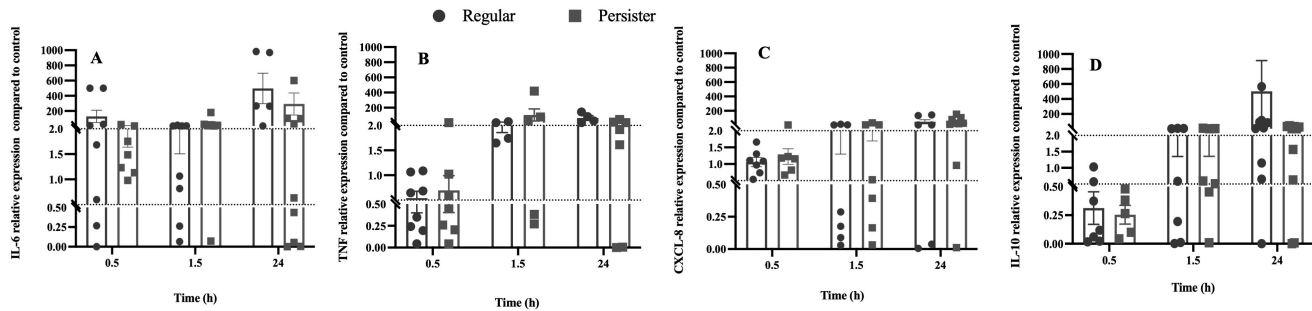 Regular Persister
A
IL-6 relative expression compared to control
1000
800
600
400
200
2.0
1.5
1.0
0.50
0.25
0.00
0.5 1.5 24
Time (h)
B
TNF relative expression compared to control
1000
800
600
400
200
2.0
1.5
1.0
0.50
0.25
0.00
0.5 1.5 24
Time (h)
C
CXCL-8 relative expression compared to control
1000
800
600
400
200
2.0
1.5
1.0
0.50
0.25
0.00
0.5 1.5 24
Time (h)
D
IL-10 relative expression compared to control
1000
800
600
400
200
2.0
1.5
1.0
0.50
0.25
0.00
0.5 1.5 24
Time (h)